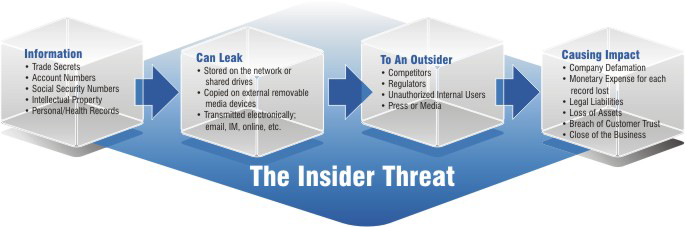 Information
• Trade Secrets
• Account Numbers
• Social Security Numbers
• Intellectual Property
• Personal/Health Records
Can Leak
• Stored on the network or
shared drives
• Copied on external removable
media devices
• Transmitted electronically;
email, IM, online, etc.
To An Outsider
• Competitors
• Regulators
• Unauthorized Internal Users
• Press or Media
Causing Impact
• Company Defamation
• Monetary Expense for each
record lost
• Legal Liabilities
• Loss of Assets
• Breach of Customer Trust
• Close of the Business
The Insider Threat